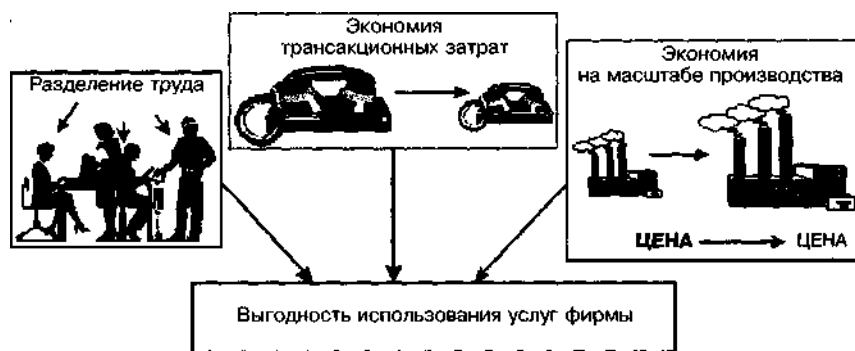 Разделение труда
Экономия
трансакционных затрат
Экономия
на масштабе производства
ЦЕНА ЦЕНА
Выгодность использования услуг фирмы